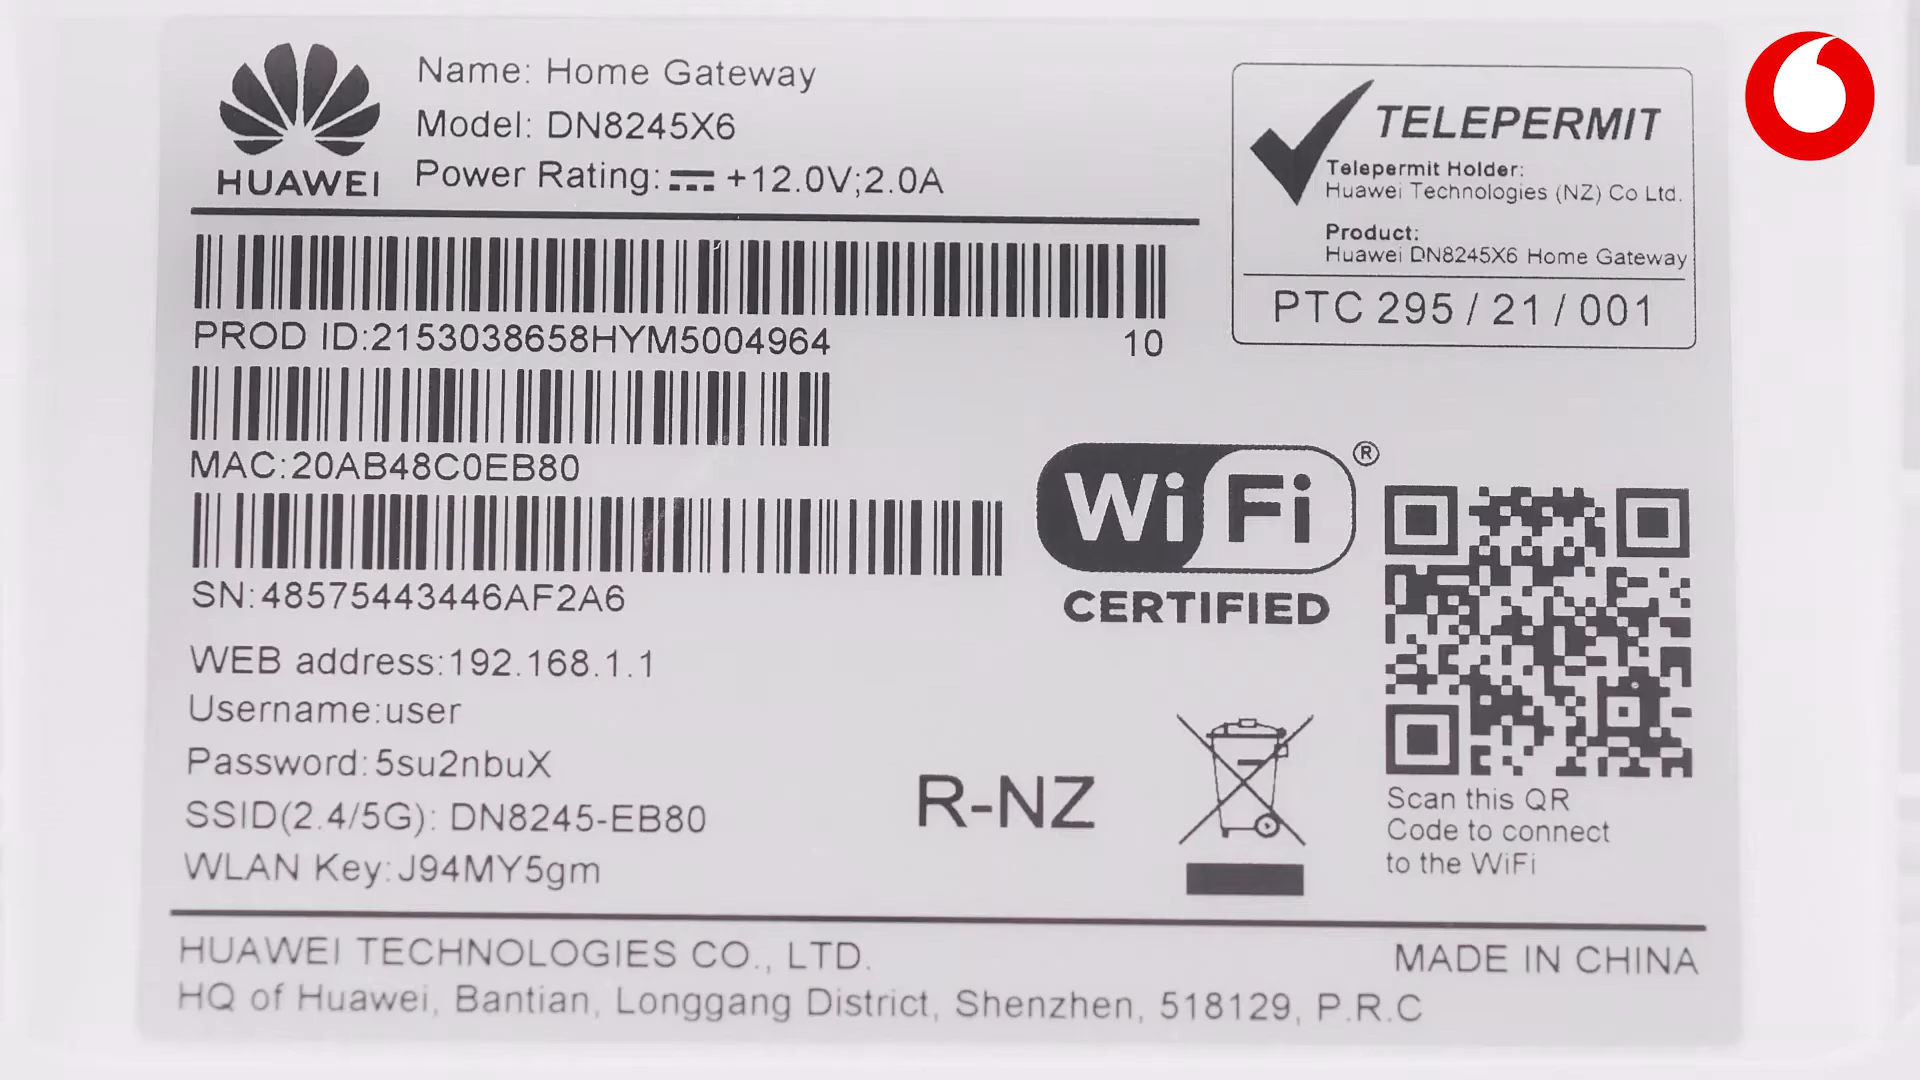 HUAWEI
Name: Home Gateway
Model: DN8245X6
Power Rating: +12.0V;2.0A
TELEPERMIT
Telepermit Holder:
Huawei Technologies (NZ) Co Ltd.
Product:
Huawei DN8245X6 Home Gateway
PTC 295 / 21 / 001
PROD ID:2153038658HYM5004964
10
MAC:20AB48C0EB80
SN:48575443446AF2A6
WiFi®
CERTIFIED
WEB address:192.168.1.1
Username:user
Password:5su2nbuX
SSID(2.4/5G): DN8245-EB80
WLAN Key:J94MY5gm
R-NZ
Scan this QR
Code to connect
to the WiFi
HUAWEI TECHNOLOGIES CO., LTD.
MADE IN CHINA
HQ of Huawei, Bantian, Longgang District, Shenzhen, 518129, P.R.C